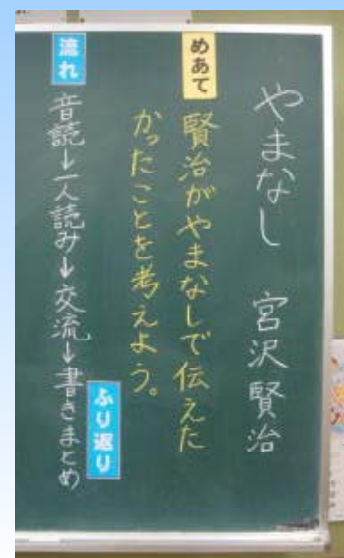 やまなし 宮沢賢治
めあて
賢治がやまなしで伝えた
かったことを考えよう。
流れ
音読→一人読み→交流→書きまとめ
ふり返り